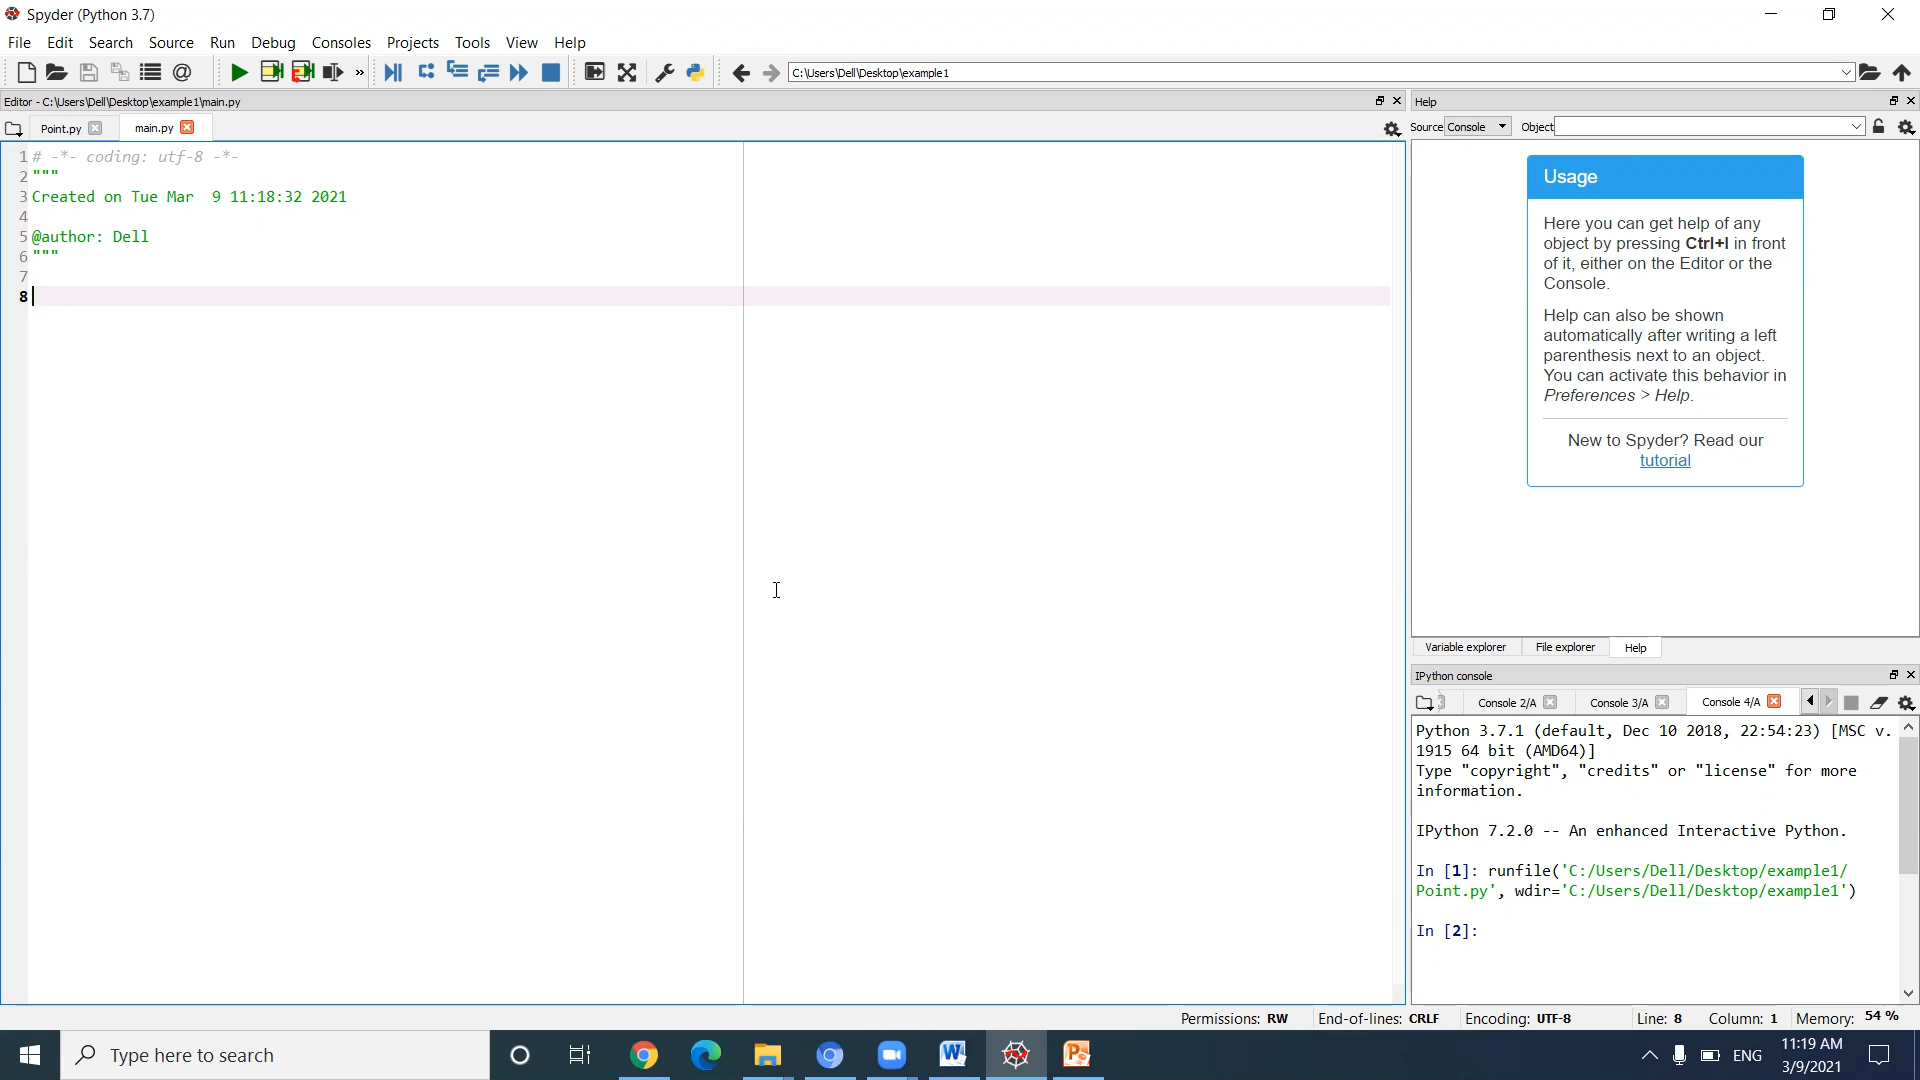 Spyder (Python 3.7)
File Edit Search Source Run Debug Consoles Projects Tools View Help
C:\Users\Dell\Desktop\example1
Editor - C:\Users\Dell\Desktop\example1\main.py
Point.py main.py
1 # -*- coding: utf-8 -*-
2 """
3 Created on Tue Mar  9 11:18:32 2021
4
5 @author: Dell
6 """
7
8
Help
Source Console Object
Usage
Here you can get help of any
object by pressing Ctrl+I in front
of it, either on the Editor or the
Console.
Help can also be shown
automatically after writing a left
parenthesis next to an object.
You can activate this behavior in
Preferences > Help.
New to Spyder? Read our
tutorial
Variable explorer File explorer Help
IPython console
Console 2/A Console 3/A Console 4/A
Python 3.7.1 (default, Dec 10 2018, 22:54:23) [MSC v.
1915 64 bit (AMD64)]
Type "copyright", "credits" or "license" for more
information.
IPython 7.2.0 -- An enhanced Interactive Python.
In [1]: runfile('C:/Users/Dell/Desktop/example1/
Point.py', wdir='C:/Users/Dell/Desktop/example1')
In [2]:
Permissions: RW End-of-lines: CRLF Encoding: UTF-8 Line: 8 Column: 1 Memory: 54 %
Type here to search
ENG
11:19 AM
3/9/2021